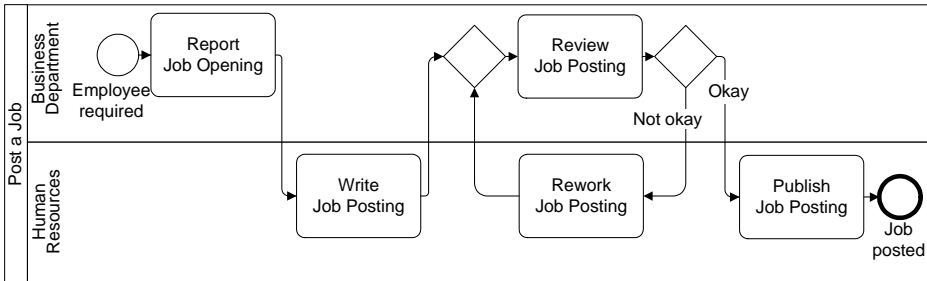 Post a Job
Business
Department
Employee
required
Report
Job Opening
Review
Job Posting
Okay
Not okay
Human
Resources
Write
Job Posting
Rework
Job Posting
Publish
Job Posting
Job
posted